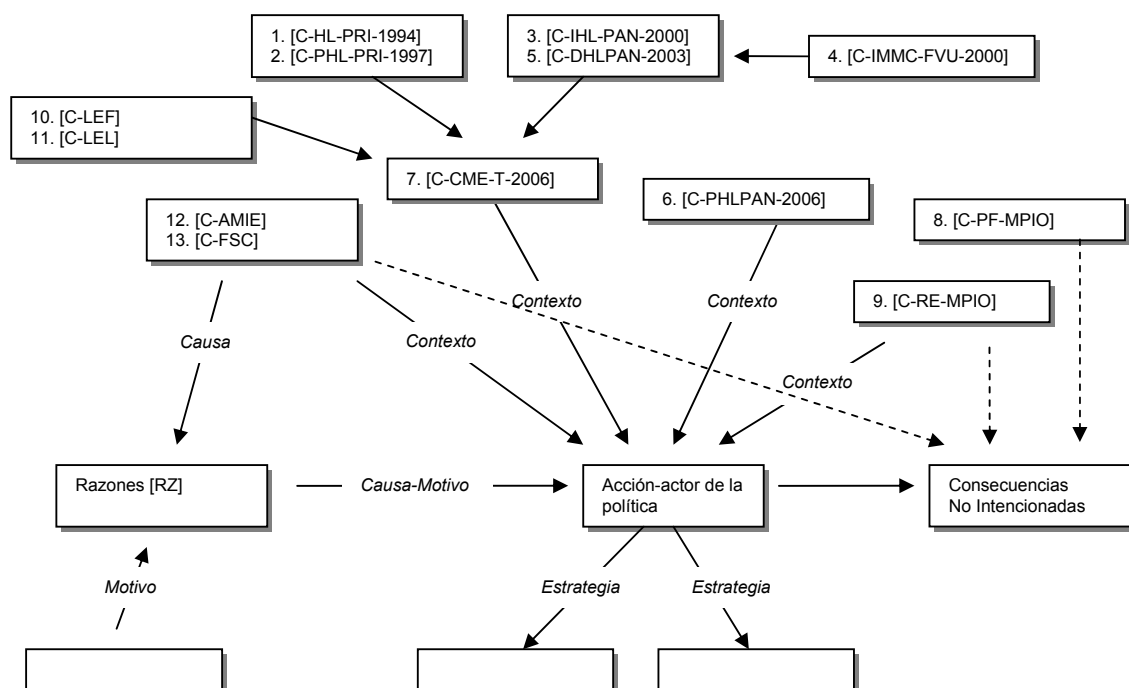 1. [C-HL-PRI-1994]
2. [C-PHL-PRI-1997]
3. [C-IHL-PAN-2000]
5. [C-DHLPAN-2003]
4. [C-IMMC-FVU-2000]
10. [C-LEF]
11. [C-LEL]
7. [C-CME-T-2006]
6. [C-PHLPAN-2006]
12. [C-AMIE]
13. [C-FSC]
8. [C-PF-MPIO]
9. [C-RE-MPIO]
Contexto
Contexto
Causa
Contexto
Contexto
Razones [RZ]
Causa-Motivo
Acción-actor de la
política
Consecuencias
No Intencionadas
Motivo
Estrategia
Estrategia